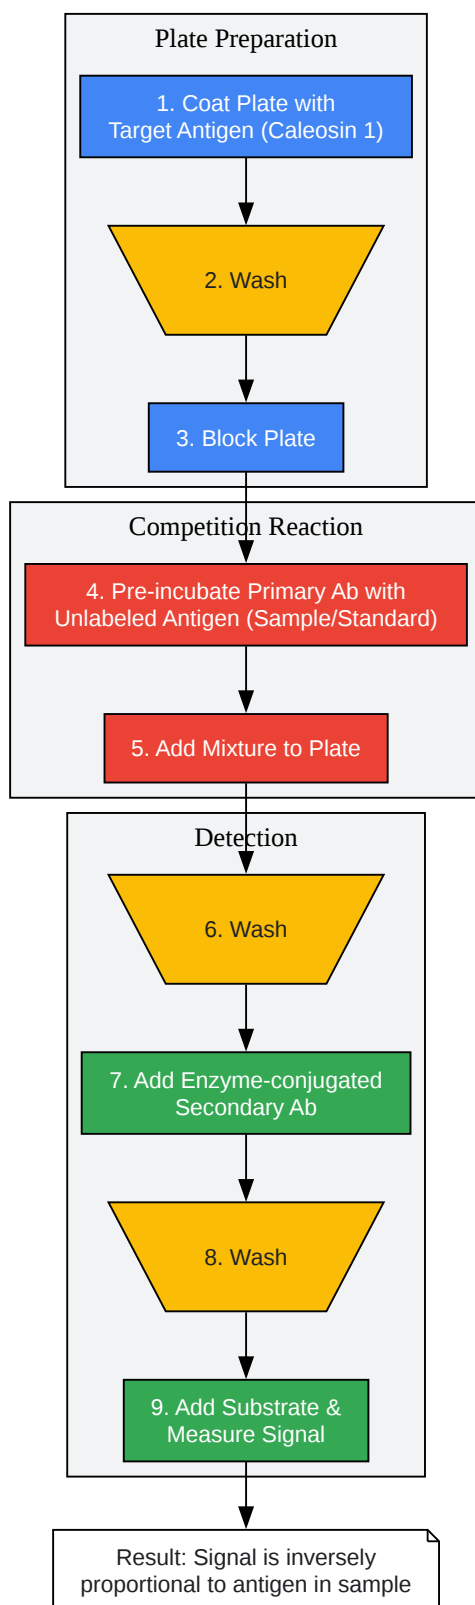 Plate Preparation
1. Coat Plate with
Target Antigen (Caleosin 1)
2. Wash
3. Block Plate
Competition Reaction
4. Pre-incubate Primary Ab with
Unlabeled Antigen (Sample/Standard)
5. Add Mixture to Plate
Detection
6. Wash
7. Add Enzyme-conjugated
Secondary Ab
8. Wash
9. Add Substrate &
Measure Signal
Result: Signal is inversely
proportional to antigen in sample